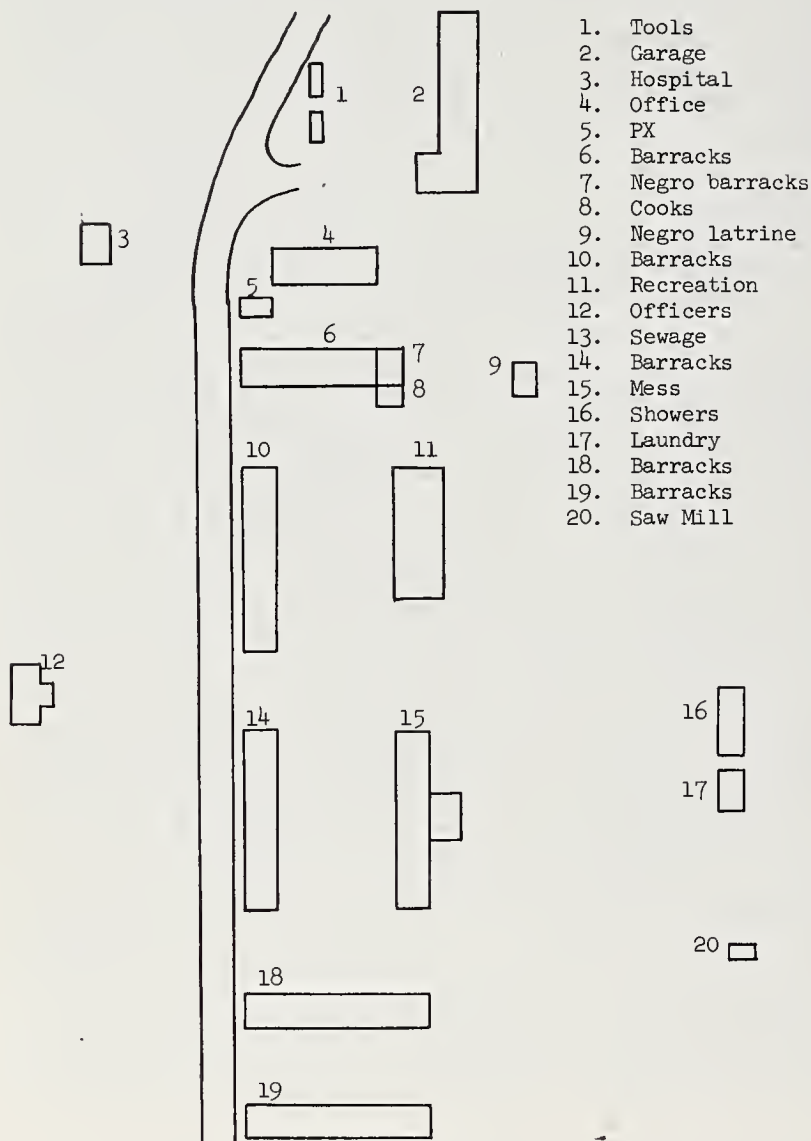 1. Tools
2. Garage
3. Hospital
4. Office
5. PX
6. Barracks
7. Negro barracks
8. Cooks
9. Negro latrine
10. Barracks
11. Recreation
12. Officers
13. Sewage
14. Barracks
15. Mess
16. Showers
17. Laundry
18. Barracks
19. Barracks
20. Saw Mill
1
2
3
4
5
6
7
8
9
10
11
12
14
15
16
17
20
18
19